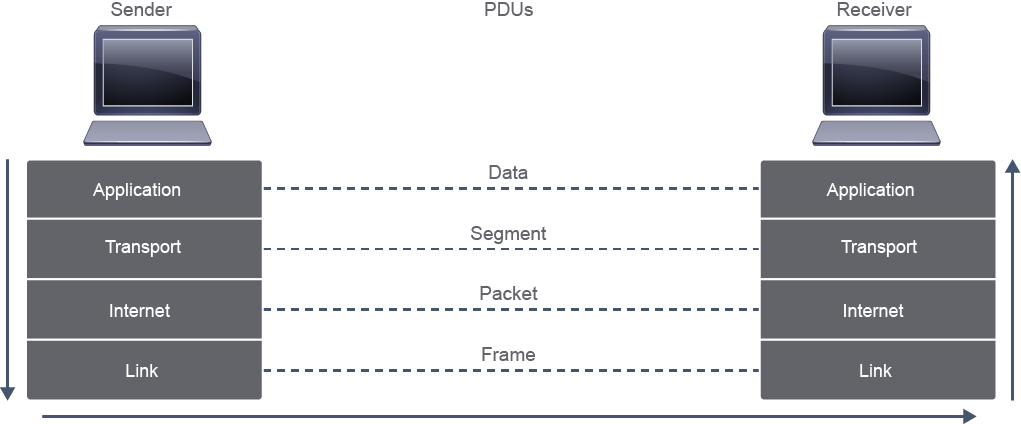 Sender
PDUs
Receiver
Application
Data
Application
Transport
Segment
Transport
Internet
Packet
Internet
Link
Frame
Link